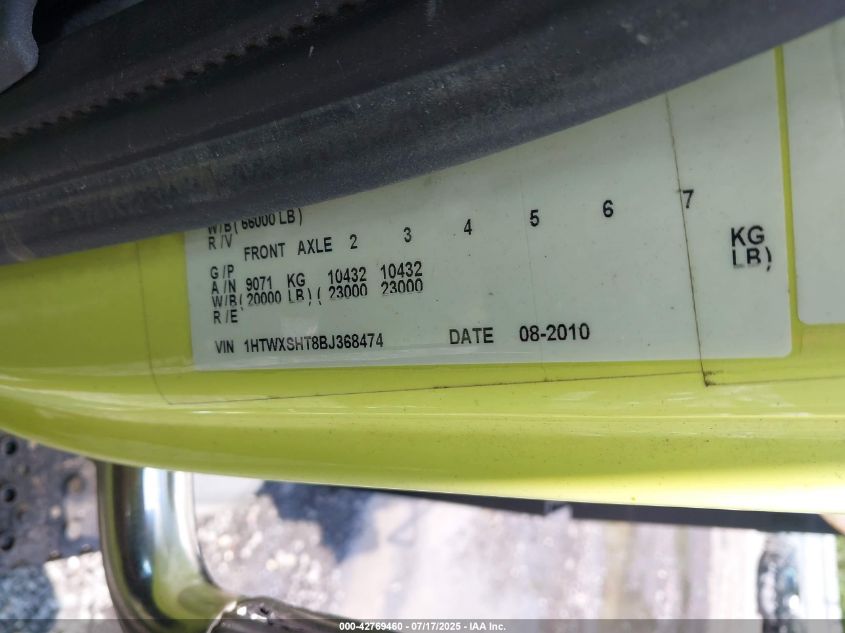 W/B (66000 LB)
R/V
FRONT AXLE 2 3 4 5 6 7
G/P
A/N 9071 KG 10432 10432 KG
W/B (20000 LB) ( 23000 23000 LB)
R/E
VIN 1HTWXSHT8BJ368474 DATE 08-2010
000-42769460 - 07/17/2025 - IAA Inc.